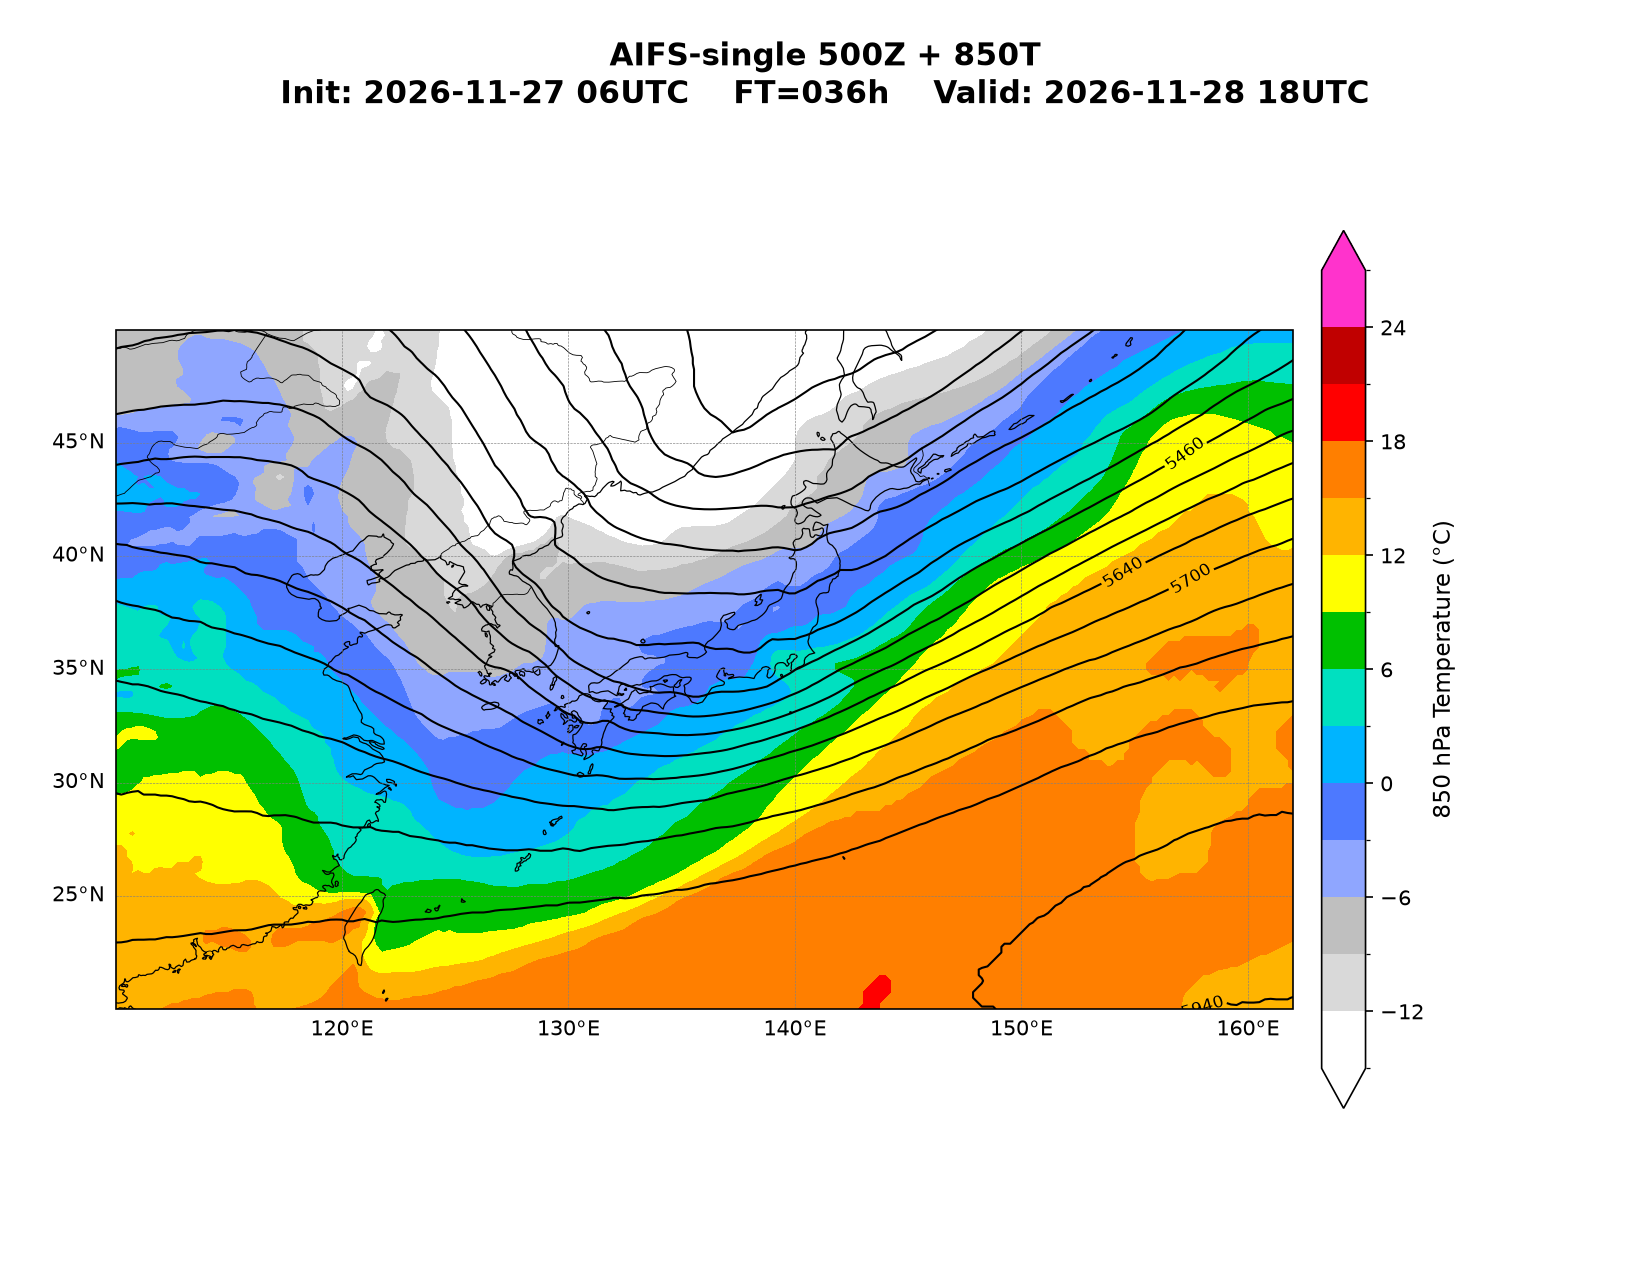 AIFS-single 500Z + 850T
Init: 2026-11-27 06UTC FT=036h Valid: 2026-11-28 18UTC
24
18
12
6
0
−6
−12
850 hPa Temperature (°C)
45°N
40°N
35°N
30°N
25°N
5460
5640
5700
5940
120°E
130°E
140°E
150°E
160°E